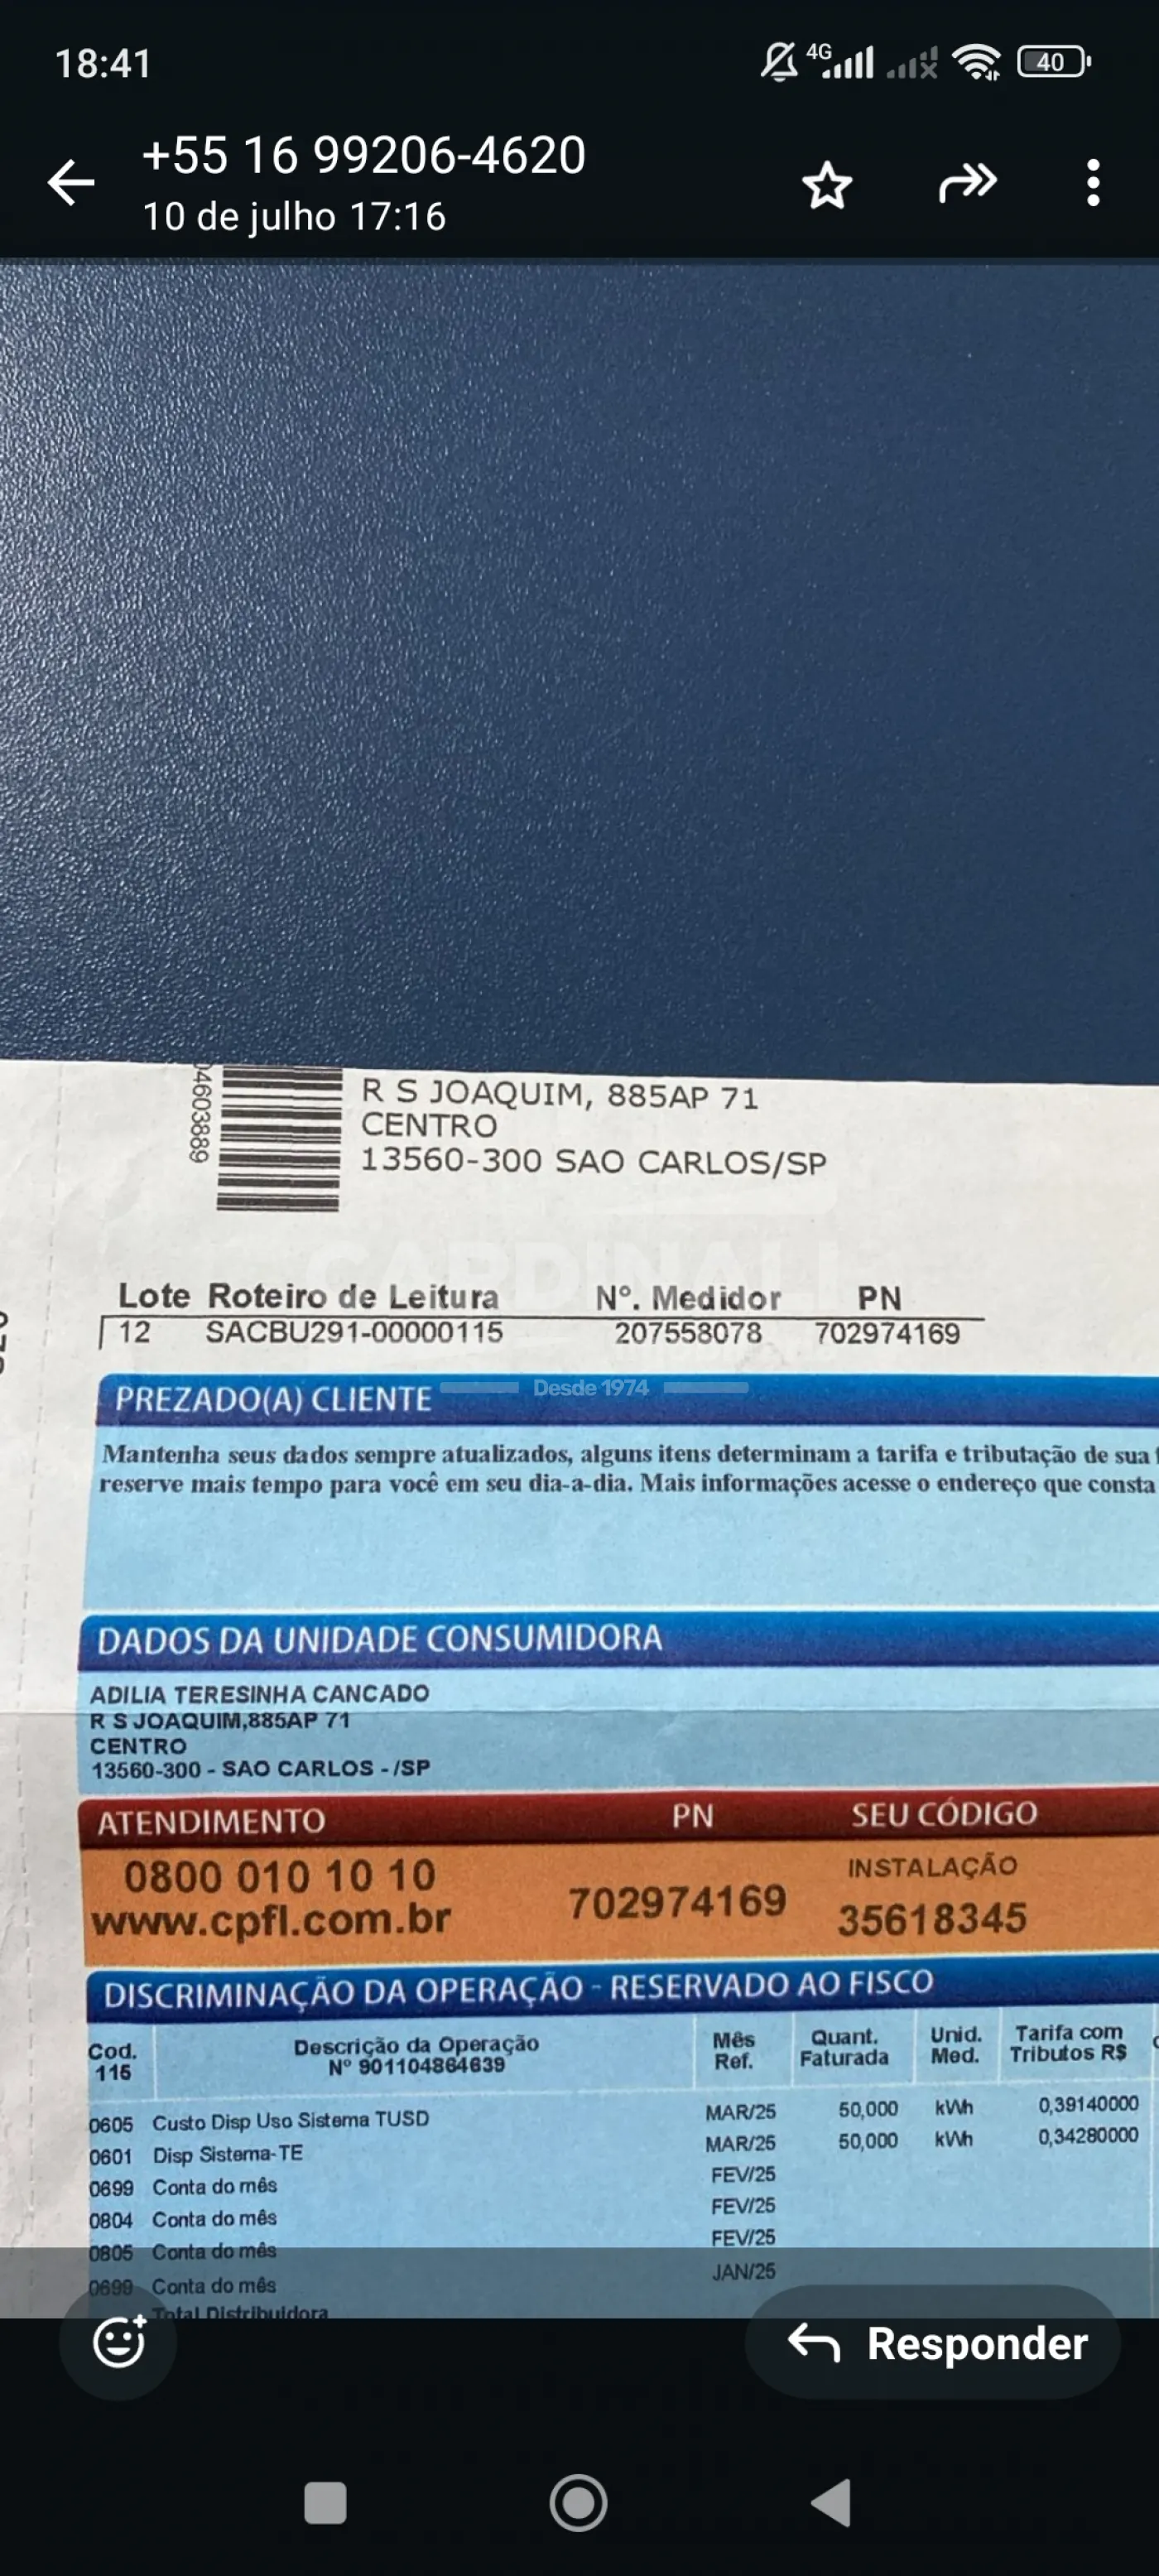 18:41
4G
40
+55 16 99206-4620
10 de julho 17:16
04603889
R S JOAQUIM, 885AP 71
CENTRO
13560-300 SAO CARLOS/SP
CARDINALI
Lote Roteiro de Leitura Nº. Medidor PN
12 SACBU291-00000115 207558078 702974169
Desde 1974
PREZADO(A) CLIENTE
Mantenha seus dados sempre atualizados, alguns itens determinam a tarifa e tributação de sua
reserve mais tempo para você em seu dia-a-dia. Mais informações acesse o endereço que consta
DADOS DA UNIDADE CONSUMIDORA
ADILIA TERESINHA CANCADO
R S JOAQUIM,885AP 71
CENTRO
13560-300 - SAO CARLOS - /SP
ATENDIMENTO PN SEU CÓDIGO
0800 010 10 10
www.cpfl.com.br
702974169
INSTALAÇÃO
35618345
DISCRIMINAÇÃO DA OPERAÇÃO - RESERVADO AO FISCO
Cod. Descrição da Operação Mês Quant. Unid. Tarifa com
115 Nº 901104864639 Ref. Faturada Med. Tributos R$
0605 Custo Disp Uso Sistema TUSD MAR/25 50,000 kWh 0,39140000
0601 Disp Sistema-TE MAR/25 50,000 kWh 0,34280000
0699 Conta do mês FEV/25
0804 Conta do mês FEV/25
0805 Conta do mês FEV/25
0699 Conta do mês JAN/25
Total Distribuidora
Responder